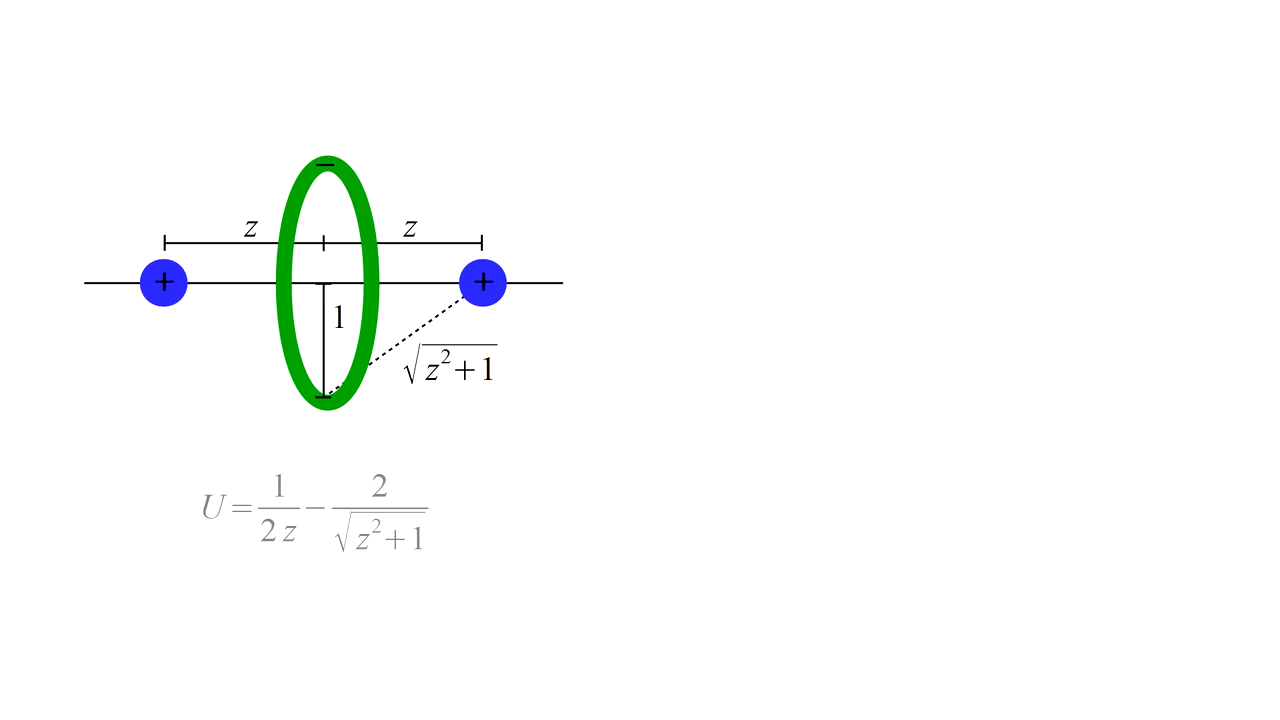 −
z z
+ +
1
√(z²+1)
U = 1/(2z) − 2/√(z²+1)